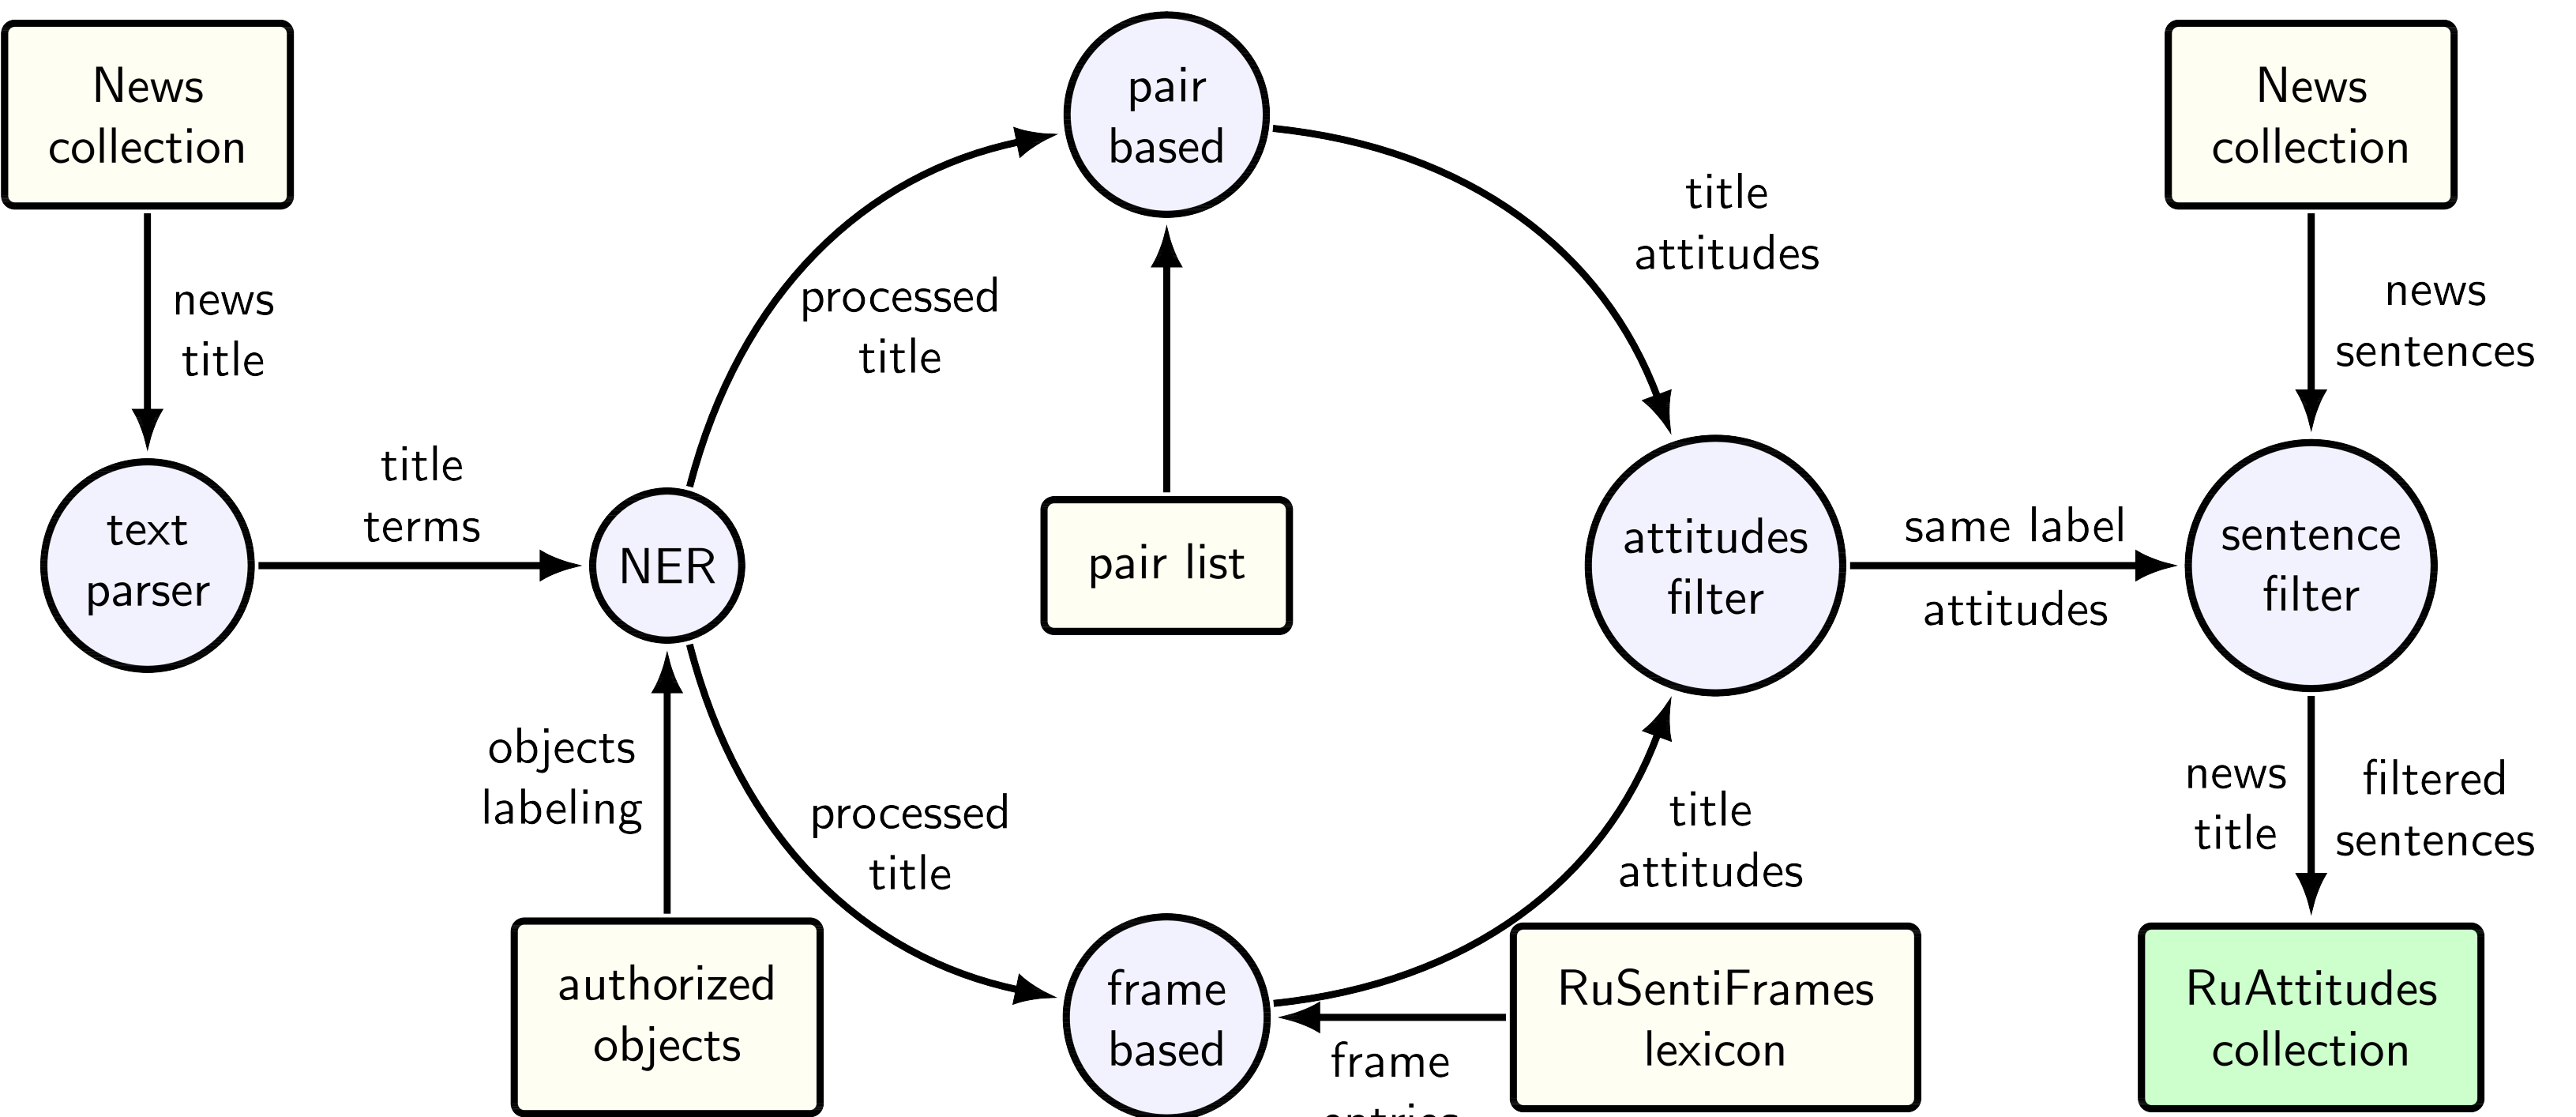 News
collection
news
title
text
parser
title
terms
NER
objects
labeling
authorized
objects
processed
title
processed
title
pair
based
pair list
frame
based
frame
title
attitudes
title
attitudes
RuSentiFrames
lexicon
attitudes
filter
same label
attitudes
News
collection
news
sentences
sentence
filter
news
title
filtered
sentences
RuAttitudes
collection